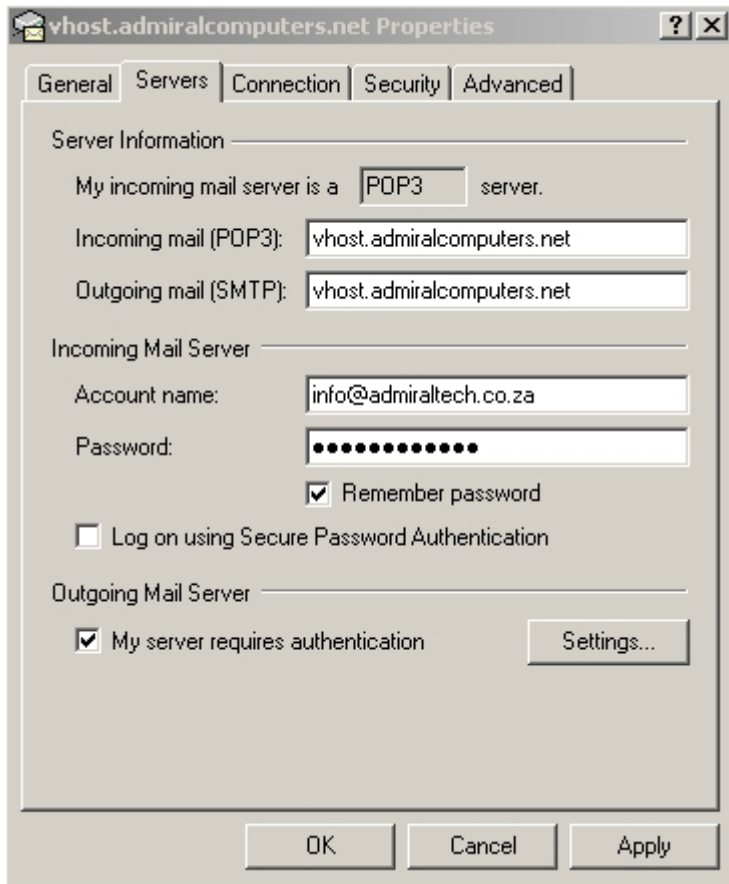 vhost.admiralcomputers.net Properties ? X
General Servers Connection Security Advanced
Server Information
My incoming mail server is a POP3 server.
Incoming mail (POP3): vhost.admiralcomputers.net
Outgoing mail (SMTP): vhost.admiralcomputers.net
Incoming Mail Server
Account name: info@admiraltech.co.za
Password: ●●●●●●●●●●●●
Remember password
Log on using Secure Password Authentication
Outgoing Mail Server
My server requires authentication Settings...
OK Cancel Apply